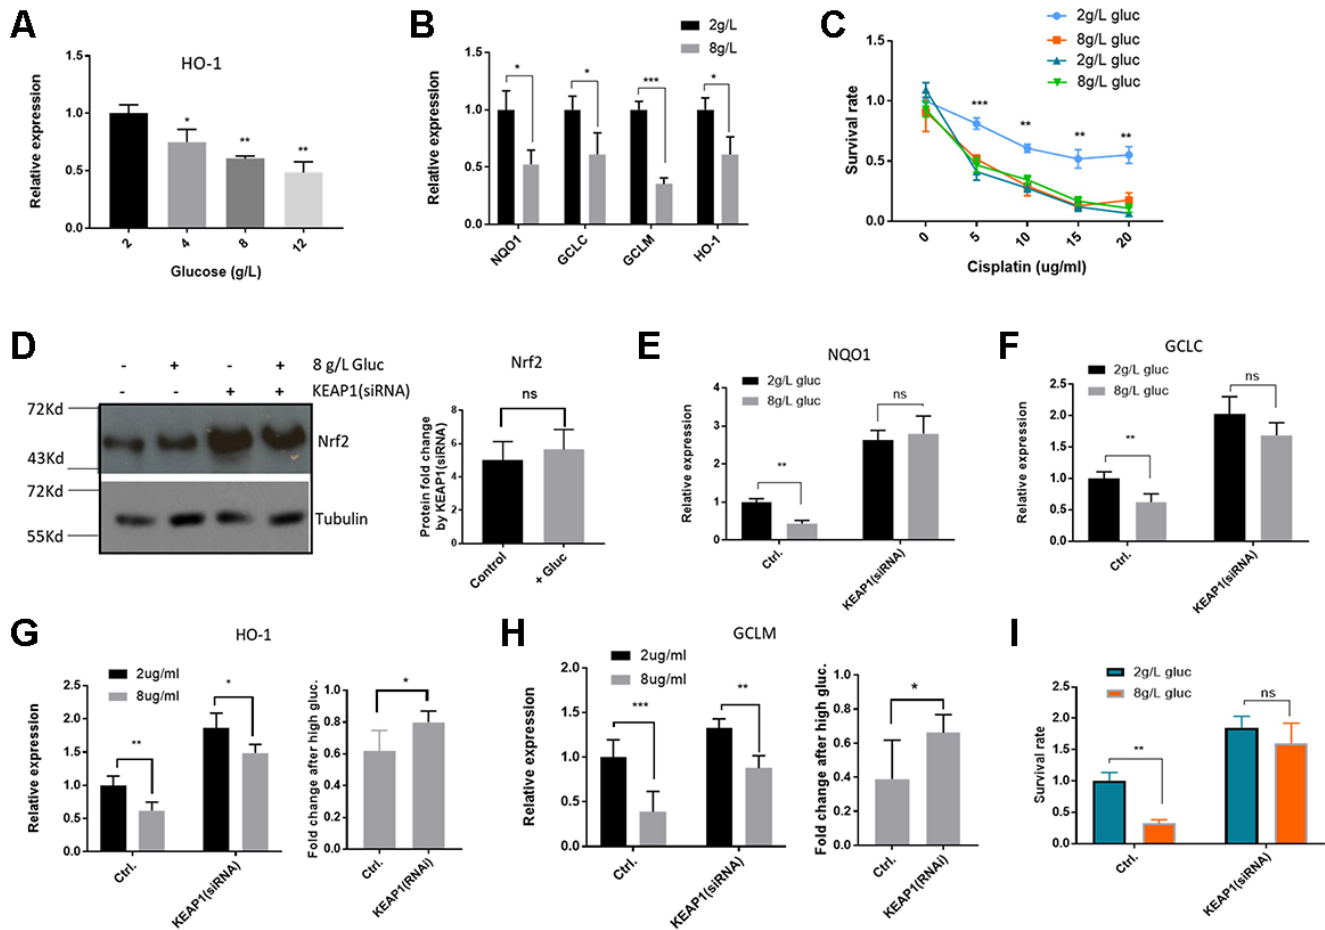 A
HO-1
Relative expression
1.5
1.0
0.5
0.0
*
**
**
2
4
8
12
Glucose (g/L)
B
2g/L
8g/L
Relative expression
1.5
1.0
0.5
0.0
*
*
***
*
NQO1
GCLC
GCLM
HO-1
C
2g/L gluc
8g/L gluc
2g/L gluc
8g/L gluc
Survival rate
1.5
1.0
0.5
0.0
***
**
**
**
0
5
10
15
20
Cisplatin (ug/ml)
D
- + - + 8 g/L Gluc
- - + + KEAP1(siRNA)
72Kd
Nrf2
43Kd
72Kd
Tubulin
55Kd
Nrf2
ns
Protein fold change
by KEAP1(siRNA)
8
6
4
2
0
Control
+ Gluc
E
NQO1
2g/L gluc
8g/L gluc
Relative expression
4
3
2
1
0
**
ns
Ctrl.
KEAP1(siRNA)
F
GCLC
2g/L gluc
8g/L gluc
Relative expression
2.5
2.0
1.5
1.0
0.5
0.0
**
ns
Ctrl.
KEAP1(siRNA)
G
HO-1
2ug/ml
8ug/ml
Relative expression
2.5
2.0
1.5
1.0
0.5
0.0
**
*
Ctrl.
KEAP1(siRNA)
Fold change after high gluc.
1.0
0.8
0.6
0.4
0.2
0.0
*
Ctrl.
KEAP1(RNAi)
H
GCLM
2ug/ml
8ug/ml
Relative expression
2.0
1.5
1.0
0.5
0.0
***
**
Ctrl.
KEAP1(siRNA)
Fold change after high gluc.
1.0
0.8
0.6
0.4
0.2
0.0
*
Ctrl.
KEAP1(RNAi)
I
2g/L gluc
8g/L gluc
Survival rate
2.5
2.0
1.5
1.0
0.5
0.0
**
ns
Ctrl.
KEAP1(siRNA)